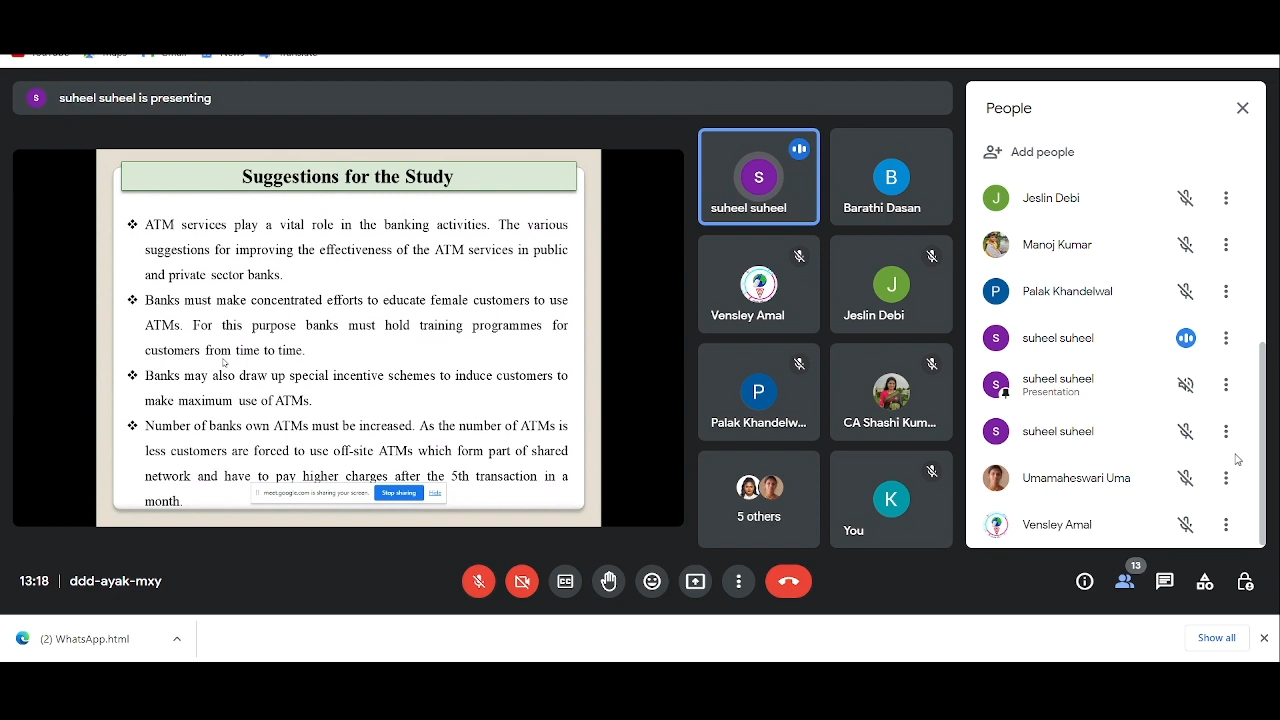 suheel suheel is presenting
S
Suggestions for the Study
❖ ATM services play a vital role in the banking activities. The various
suggestions for improving the effectiveness of the ATM services in public
and private sector banks.
❖ Banks must make concentrated efforts to educate female customers to use
ATMs. For this purpose banks must hold training programmes for
customers from time to time.
❖ Banks may also draw up special incentive schemes to induce customers to
make maximum use of ATMs.
❖ Number of banks own ATMs must be increased. As the number of ATMs is
less customers are forced to use off-site ATMs which form part of shared
network and have to pay higher charges after the 5th transaction in a
month.
meet.google.com is sharing your screen.
Stop sharing
Hide
S
suheel suheel
B
Barathi Dasan
Vensley Amal
J
Jeslin Debi
P
Palak Khandelw...
CA Shashi Kum...
5 others
K
You
People
Add people
J
Jeslin Debi
Manoj Kumar
P
Palak Khandelwal
S
suheel suheel
S
suheel suheel
Presentation
S
suheel suheel
Umamaheswari Uma
Vensley Amal
13:18 | ddd-ayak-mxy
13
(2) WhatsApp.html
Show all